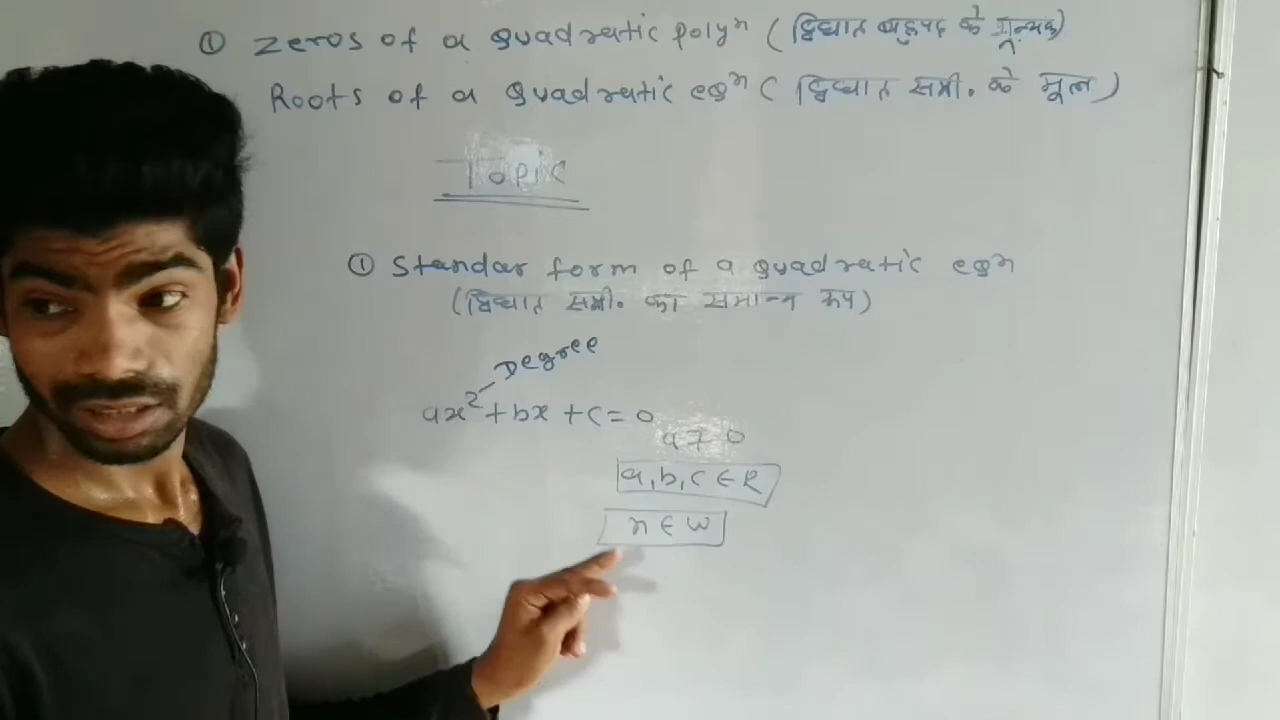 ① Zeros of a quadratic polyⁿ (द्विघात बहुपद के शून्यक)
Roots of a quadratic eqⁿ ( द्विघात समी. के मूल )
Topic
① Standar form of a quadratic eqn
(द्विघात समी. का समान्य रूप)
Degree
ax² + bx + c = 0
a ≠ 0
a, b, c ∈ R
n ∈ W